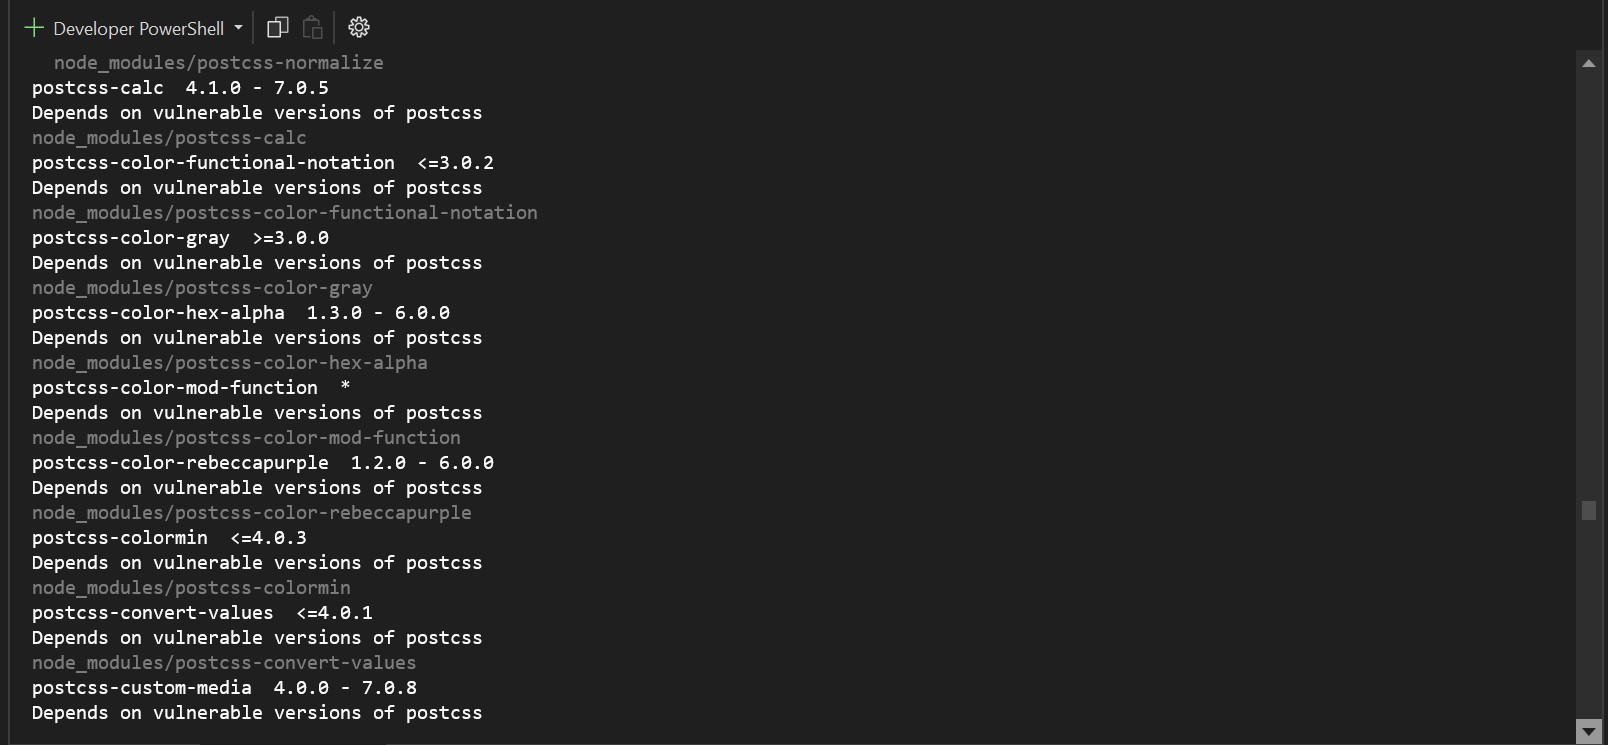 Developer PowerShell
node_modules/postcss-normalize
postcss-calc  4.1.0 - 7.0.5
Depends on vulnerable versions of postcss
node_modules/postcss-calc
postcss-color-functional-notation  <=3.0.2
Depends on vulnerable versions of postcss
node_modules/postcss-color-functional-notation
postcss-color-gray  >=3.0.0
Depends on vulnerable versions of postcss
node_modules/postcss-color-gray
postcss-color-hex-alpha  1.3.0 - 6.0.0
Depends on vulnerable versions of postcss
node_modules/postcss-color-hex-alpha
postcss-color-mod-function  *
Depends on vulnerable versions of postcss
node_modules/postcss-color-mod-function
postcss-color-rebeccapurple  1.2.0 - 6.0.0
Depends on vulnerable versions of postcss
node_modules/postcss-color-rebeccapurple
postcss-colormin  <=4.0.3
Depends on vulnerable versions of postcss
node_modules/postcss-colormin
postcss-convert-values  <=4.0.1
Depends on vulnerable versions of postcss
node_modules/postcss-convert-values
postcss-custom-media  4.0.0 - 7.0.8
Depends on vulnerable versions of postcss